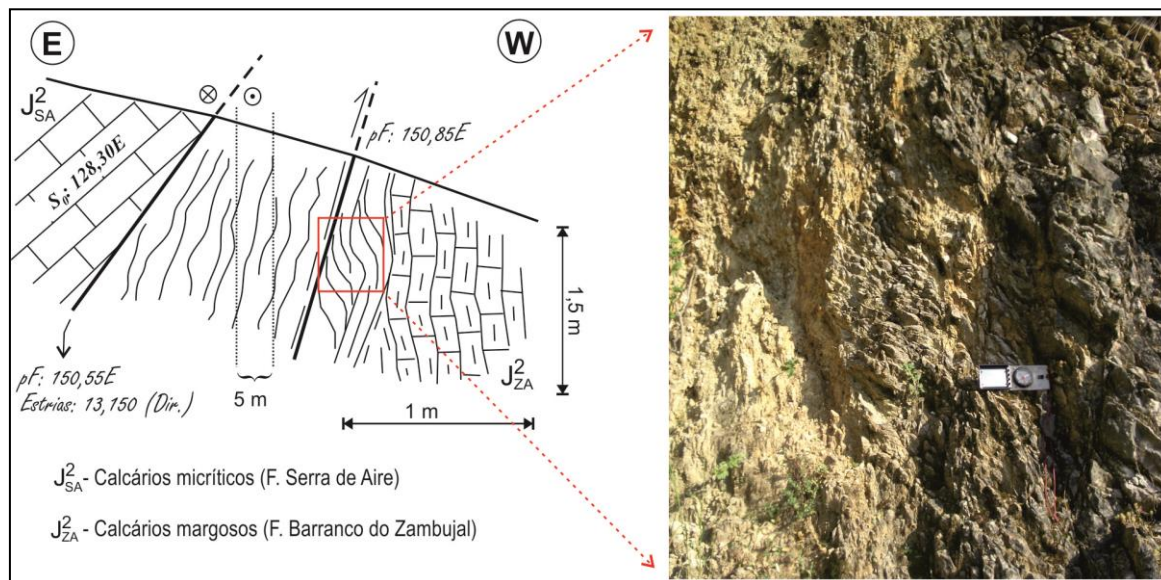 E
W
J²SA
S₀: 128,30E
pF: 150,85E
pF: 150,55E
Estrias: 13,150 (Dir.)
5 m
1,5 m
J²ZA
1 m
J²SA - Calcários micríticos (F. Serra de Aire)
J²ZA - Calcários margosos (F. Barranco do Zambujal)